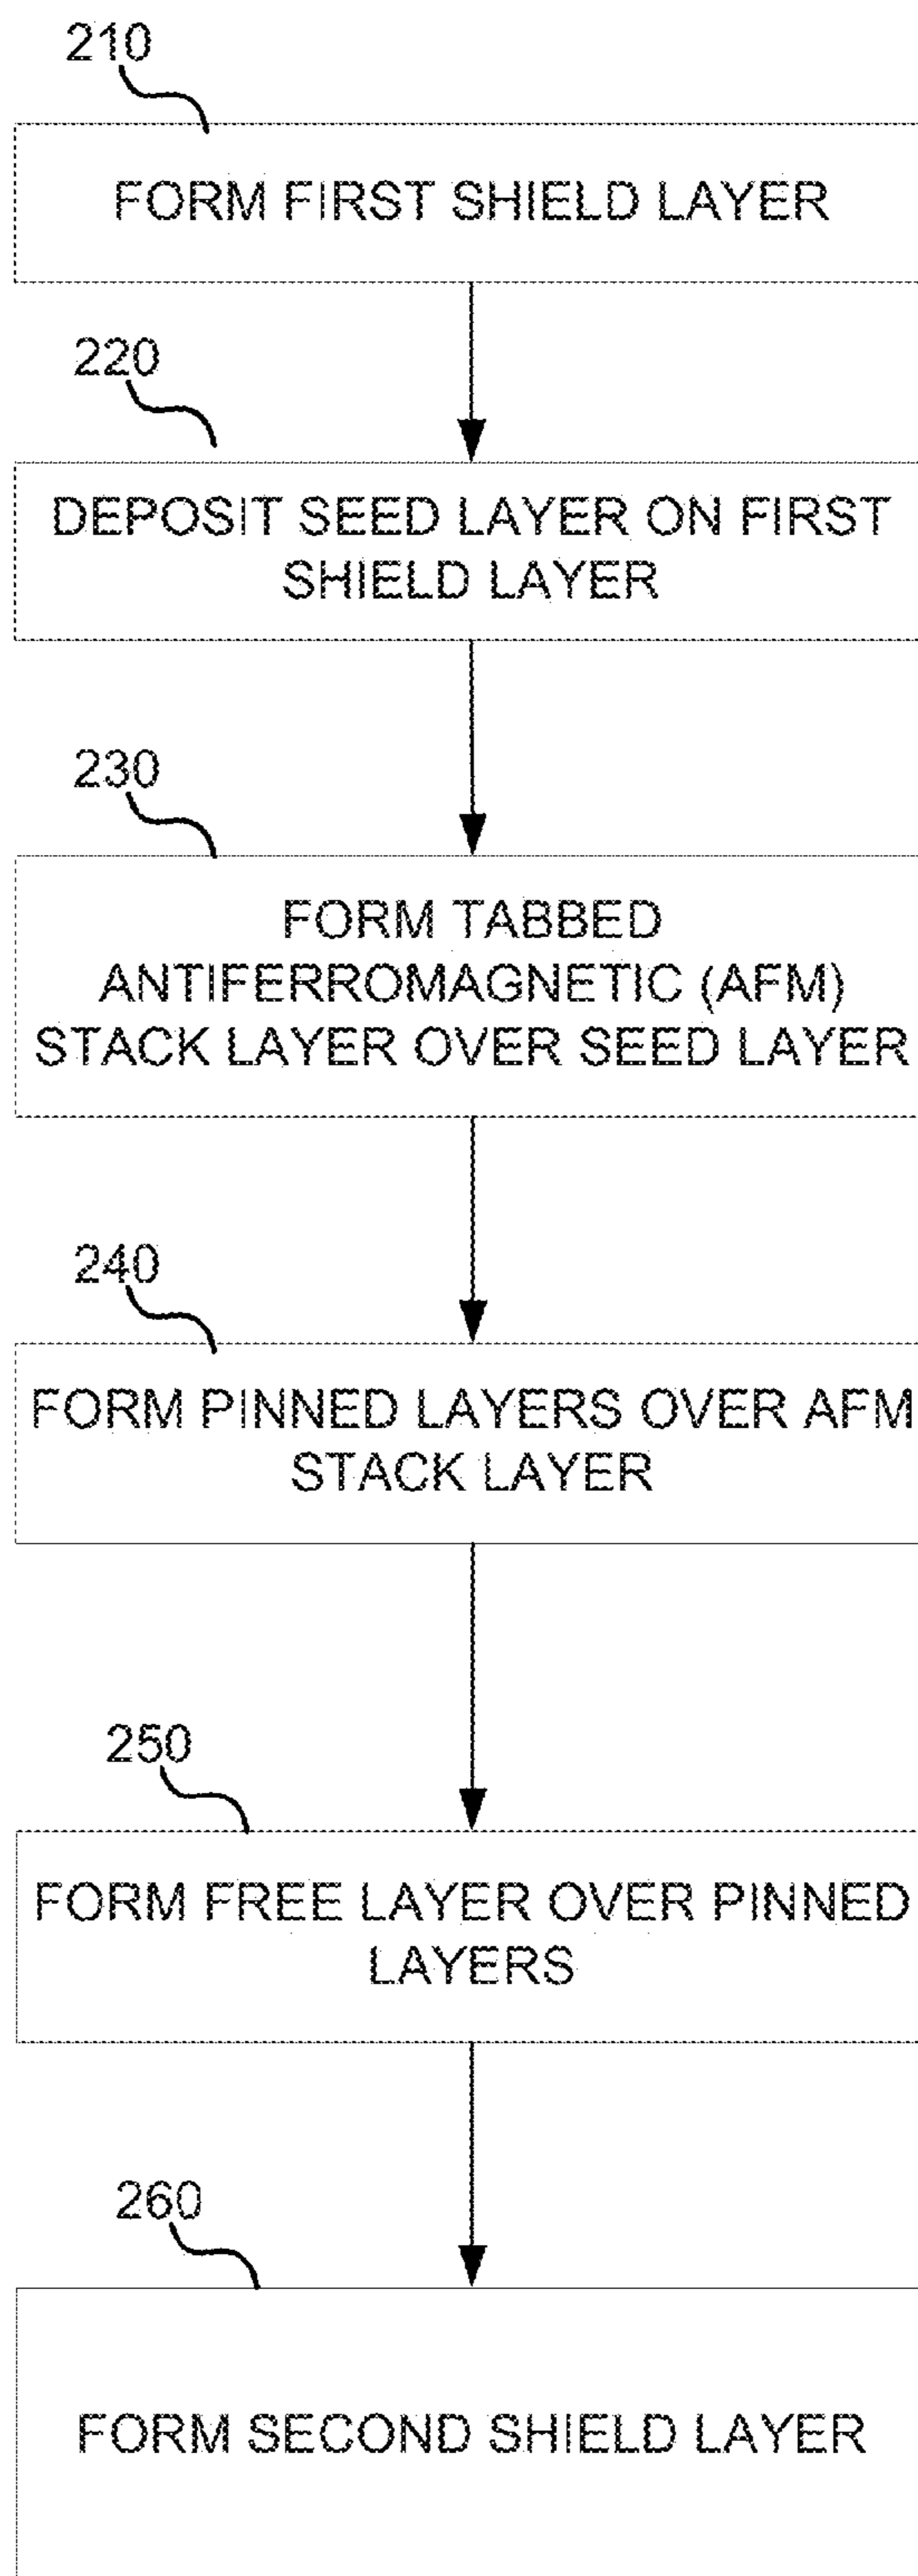 210
FORM FIRST SHIELD LAYER
220
DEPOSIT SEED LAYER ON FIRST
SHIELD LAYER
230
FORM TABBED
ANTIFERROMAGNETIC (AFM)
STACK LAYER OVER SEED LAYER
240
FORM PINNED LAYERS OVER AFM
STACK LAYER
250
FORM FREE LAYER OVER PINNED
LAYERS
260
FORM SECOND SHIELD LAYER